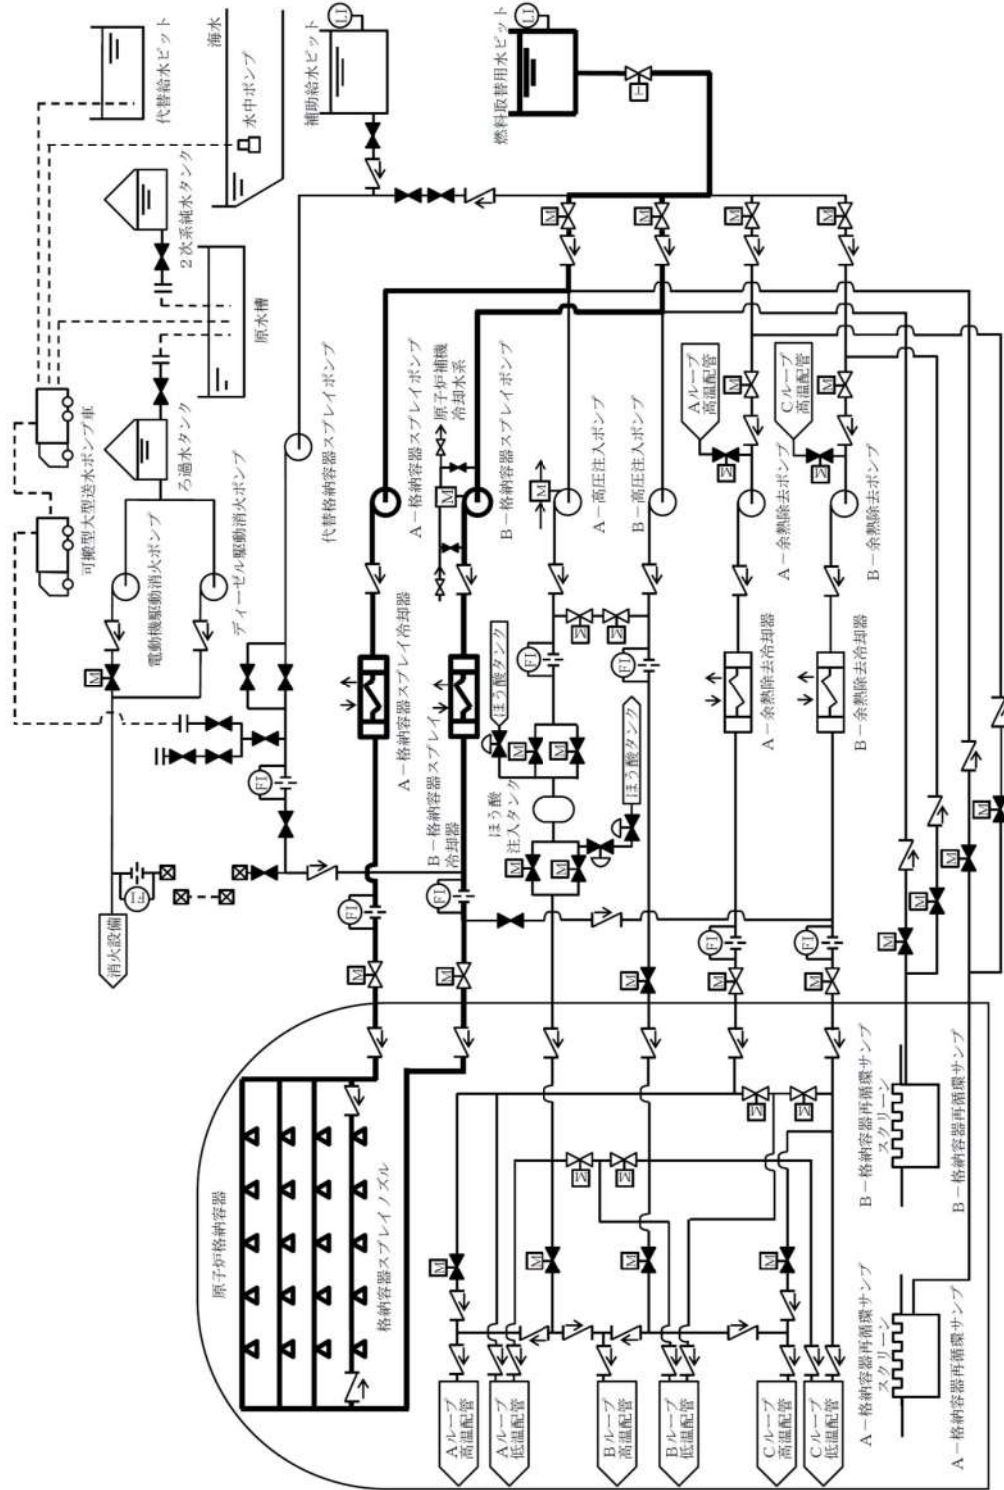 代替給水ピット
海水
水中ポンプ
2次系純水タンク
原水槽
可搬型大型送水ポンプ車
ろ過水タンク
電動機駆動消火ポンプ
ディーゼル駆動消火ポンプ
消火設備
FI
M
LI
補助給水ピット
LI
燃料取替用水ピット
T
代替格納容器スプレイポンプ
FI
A-格納容器スプレイポンプ
原子炉補機
冷却水系
M
B-格納容器スプレイポンプ
M
A-高圧注入ポンプ
B-高圧注入ポンプ
M
M
M
M
Aループ
高温配管
M
M
Cループ
高温配管
M
M
A-余熱除去ポンプ
B-余熱除去ポンプ
A-格納容器スプレイ冷却器
B-格納容器スプレイ
冷却器
FI
FI
M
M
ほう酸タンク
ほう酸
注入タンク
ほう酸タンク
M
M
M
M
M
M
FI
FI
M
A-余熱除去冷却器
B-余熱除去冷却器
FI
FI
M
M
M
M
M
M
原子炉格納容器
格納容器スプレイノズル
M
M
M
M
M
M
M
M
Aループ
高温配管
Aループ
低温配管
Bループ
高温配管
Bループ
低温配管
Cループ
高温配管
Cループ
低温配管
B-格納容器再循環サンプ
スクリーン
B-格納容器再循環サンプ
A-格納容器再循環サンプ
スクリーン
A-格納容器再循環サンプ